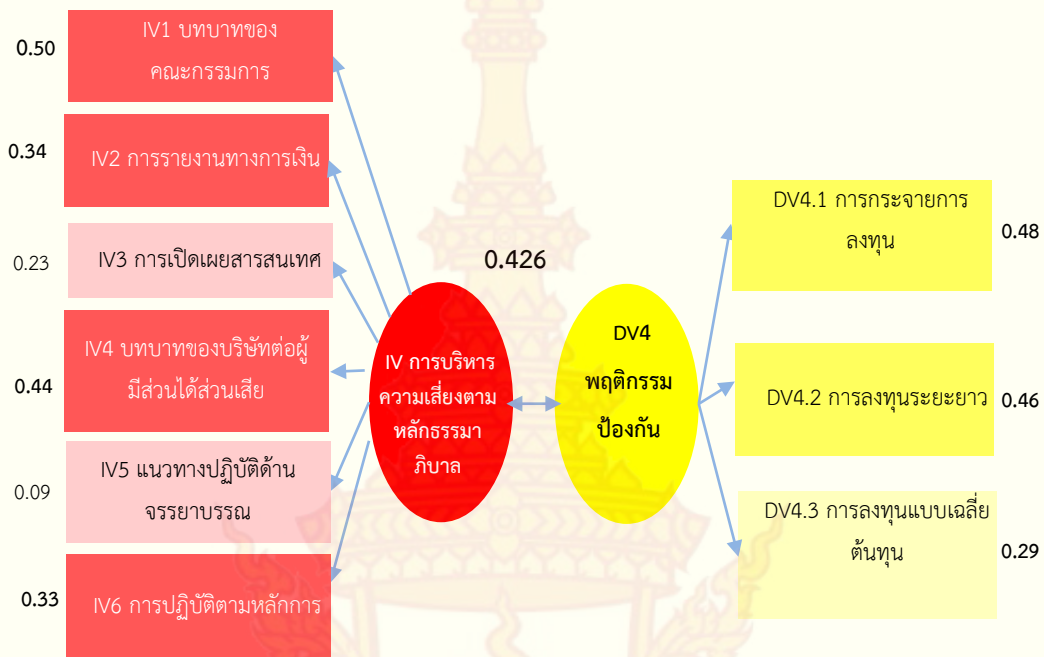 0.50
IV1 บทบาทของ
คณะกรรมการ
0.34
IV2 การรายงานทางการเงิน
0.23
IV3 การเปิดเผยสารสนเทศ
0.44
IV4 บทบาทของบริษัทต่อผู้
มีส่วนได้ส่วนเสีย
0.09
IV5 แนวทางปฏิบัติด้าน
จรรยาบรรณ
0.33
IV6 การปฏิบัติตามหลักการ
IV การบริหาร
ความเสี่ยงตาม
หลักธรรมา
ภิบาล
0.426
DV4
พฤติกรรม
ป้องกัน
DV4.1 การกระจายการ
ลงทุน
0.48
DV4.2 การลงทุนระยะยาว
0.46
DV4.3 การลงทุนแบบเฉลี่ย
ต้นทุน
0.29